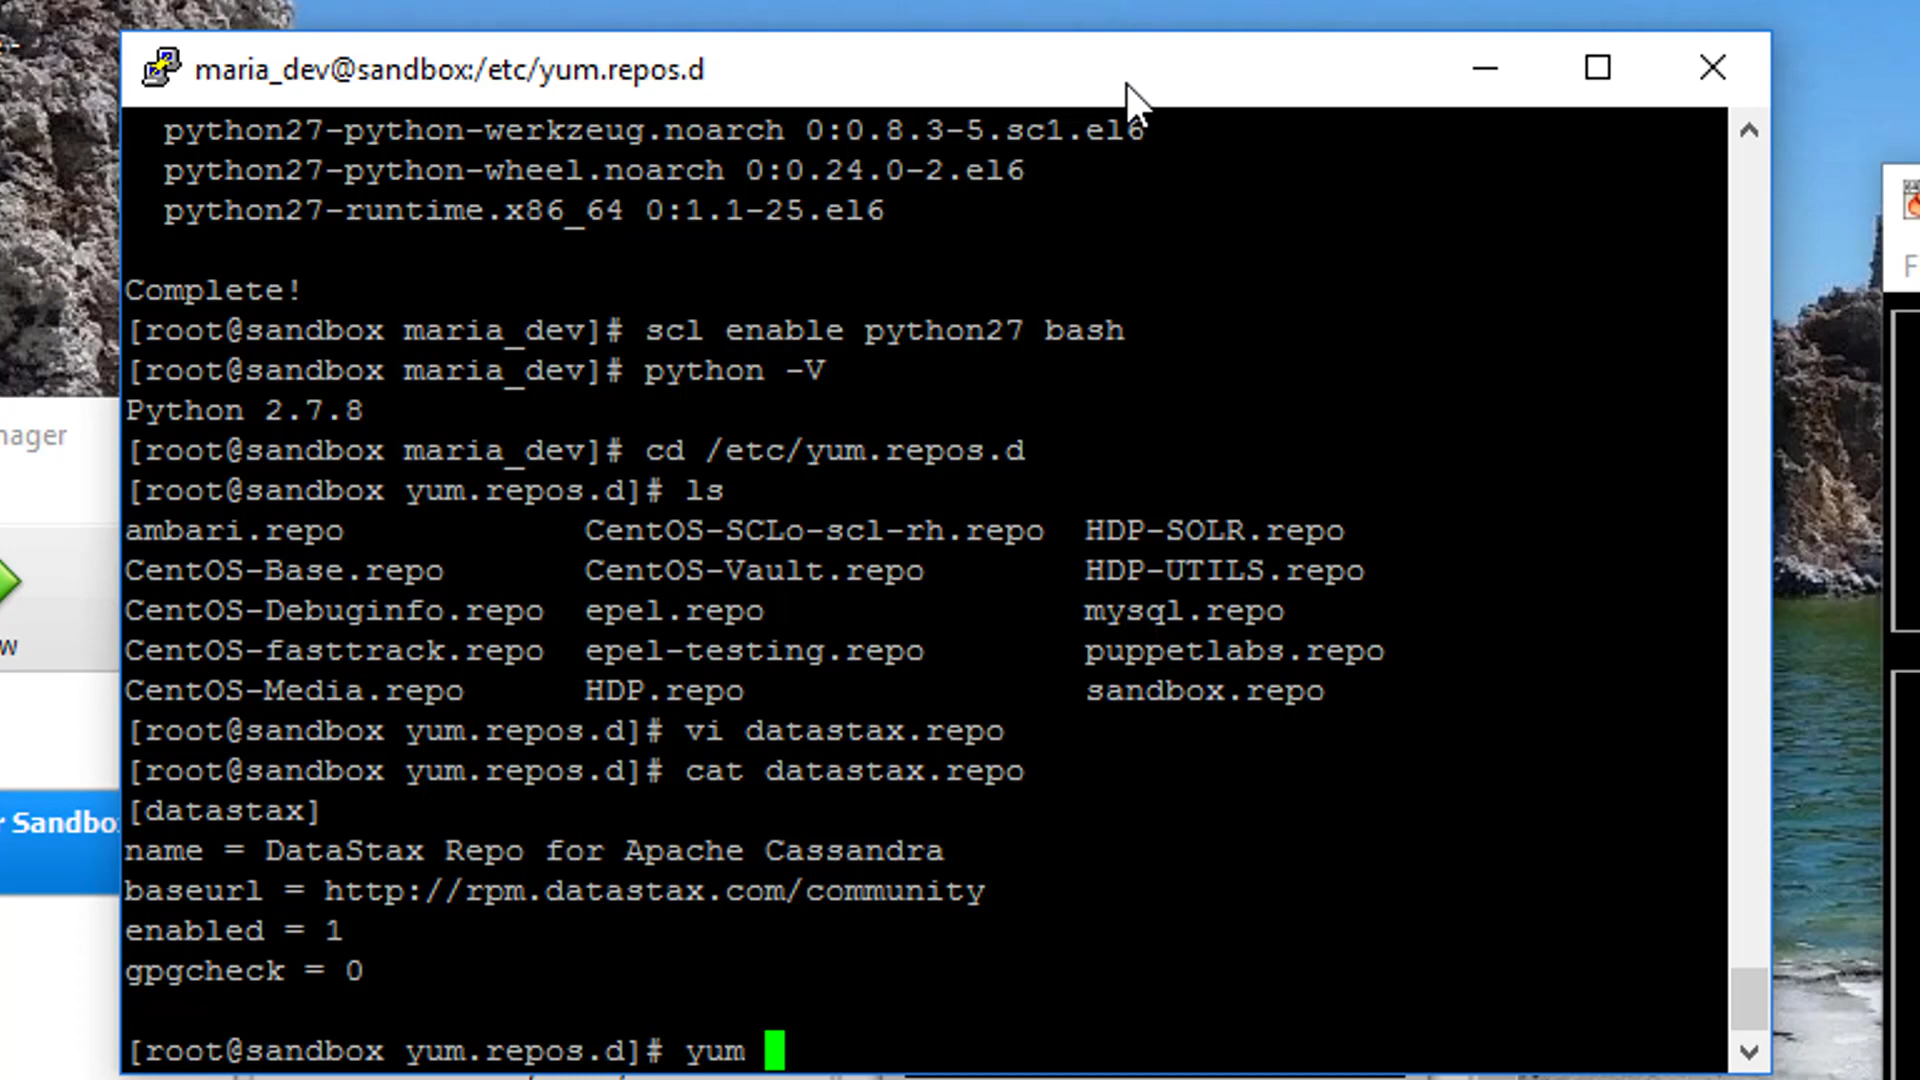 maria_dev@sandbox:/etc/yum.repos.d
python27-python-werkzeug.noarch 0:0.8.3-5.sc1.el6
python27-python-wheel.noarch 0:0.24.0-2.el6
python27-runtime.x86_64 0:1.1-25.el6
Complete!
[root@sandbox maria_dev]# scl enable python27 bash
[root@sandbox maria_dev]# python -V
Python 2.7.8
[root@sandbox maria_dev]# cd /etc/yum.repos.d
[root@sandbox yum.repos.d]# ls
ambari.repo CentOS-SCLo-scl-rh.repo HDP-SOLR.repo
CentOS-Base.repo CentOS-Vault.repo HDP-UTILS.repo
CentOS-Debuginfo.repo epel.repo mysql.repo
CentOS-fasttrack.repo epel-testing.repo puppetlabs.repo
CentOS-Media.repo HDP.repo sandbox.repo
[root@sandbox yum.repos.d]# vi datastax.repo
[root@sandbox yum.repos.d]# cat datastax.repo
[datastax]
name = DataStax Repo for Apache Cassandra
baseurl = http://rpm.datastax.com/community
enabled = 1
gpgcheck = 0
[root@sandbox yum.repos.d]# yum
nager
w
r Sandbo
F